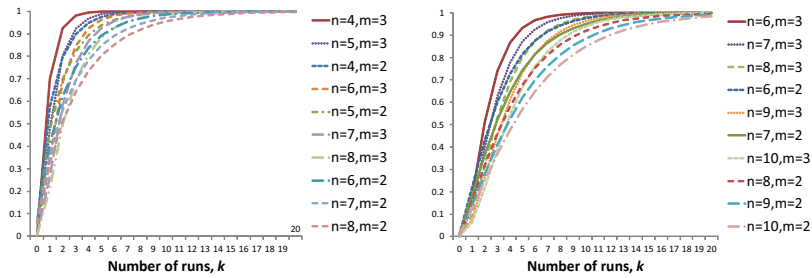 1
0.9
0.8
0.7
0.6
0.5
0.4
0.3
0.2
0.1
0
0 1 2 3 4 5 6 7 8 9 10 11 12 13 14 15 16 17 18 19
20
Number of runs, k
n=4,m=3
n=5,m=3
n=4,m=2
n=6,m=3
n=5,m=2
n=7,m=3
n=8,m=3
n=6,m=2
n=7,m=2
n=8,m=2
1
0.9
0.8
0.7
0.6
0.5
0.4
0.3
0.2
0.1
0
0 1 2 3 4 5 6 7 8 9 10 11 12 13 14 15 16 17 18 19 20
Number of runs, k
n=6,m=3
n=7,m=3
n=8,m=3
n=6,m=2
n=9,m=3
n=7,m=2
n=10,m=3
n=8,m=2
n=9,m=2
n=10,m=2